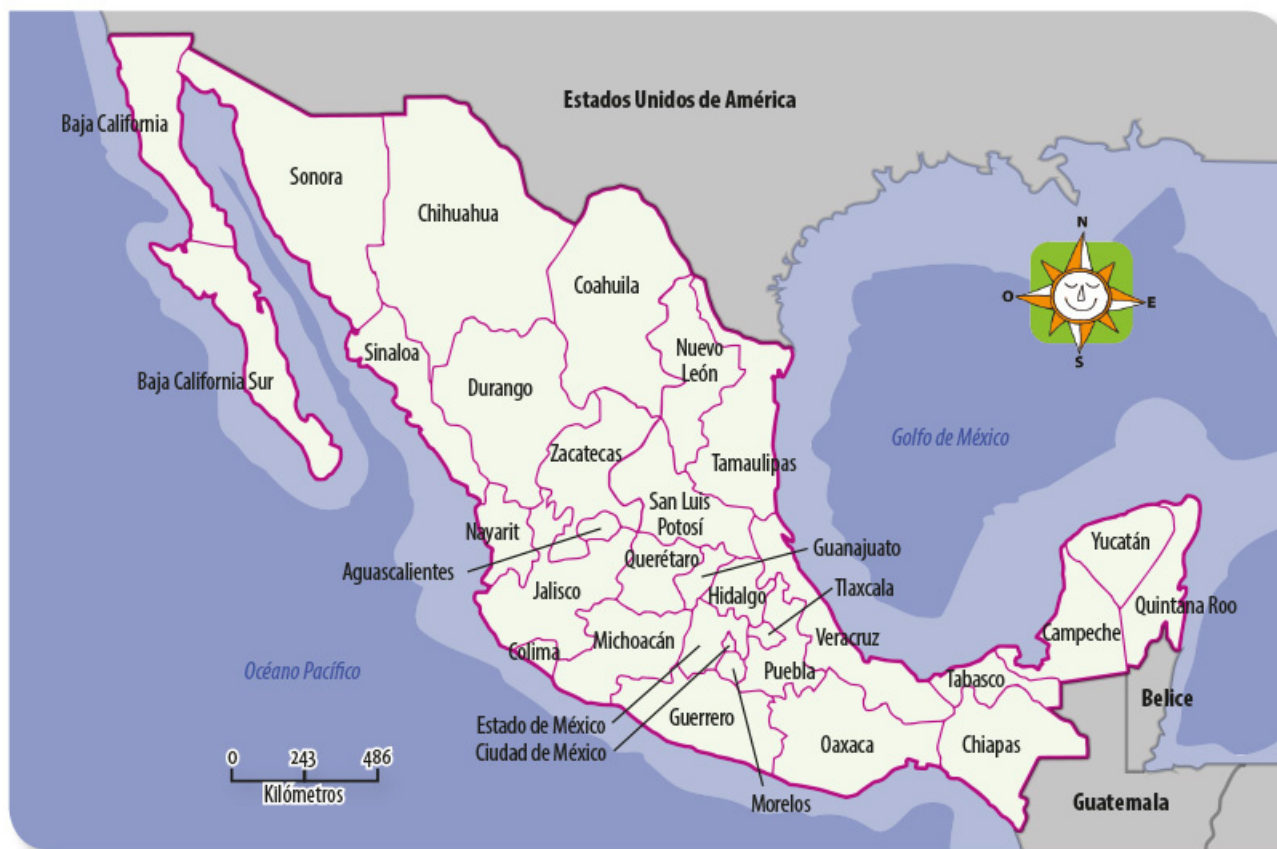 Estados Unidos de América
Baja California
Sonora
Chihuahua
Coahuila
N
O
E
S
Sinaloa
Nuevo
León
Baja California Sur
Durango
Golfo de México
Zacatecas
Tamaulipas
San Luis
Potosí
Nayarit
Guanajuato
Yucatán
Querétaro
Aguascalientes
Jalisco
Hidalgo
Tlaxcala
Quintana Roo
Campeche
Michoacán
Veracruz
Colima
Océano Pacífico
Puebla
Tabasco
Belice
Guerrero
Estado de México
Oaxaca
Chiapas
Ciudad de México
0 243 486
Kilómetros
Morelos
Guatemala